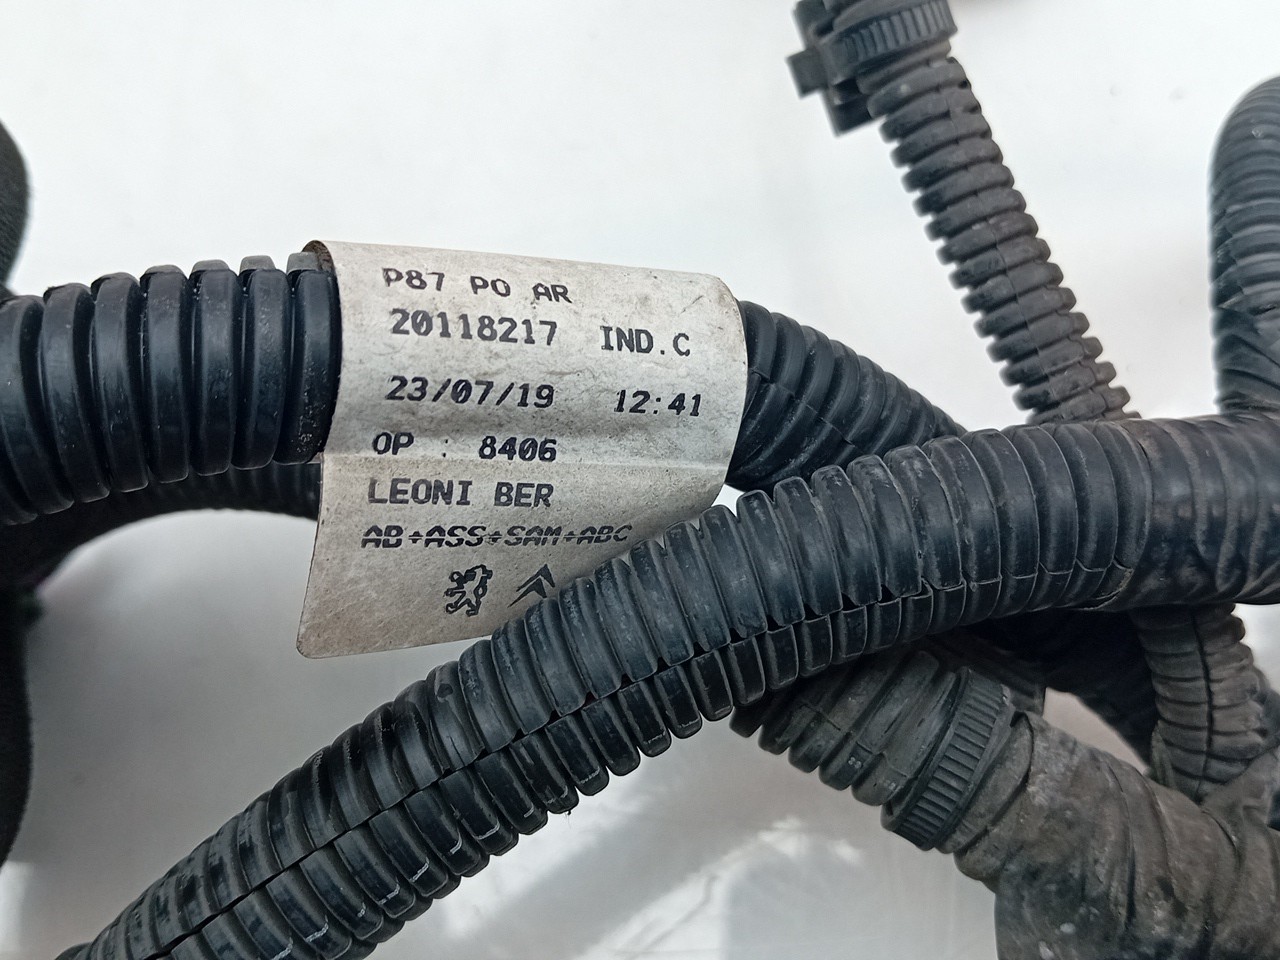 P87 PO AR
20118217 IND.C
23/07/19 12:41
OP : 8406
LEONI BER
AB+ASS+SAM+ABC